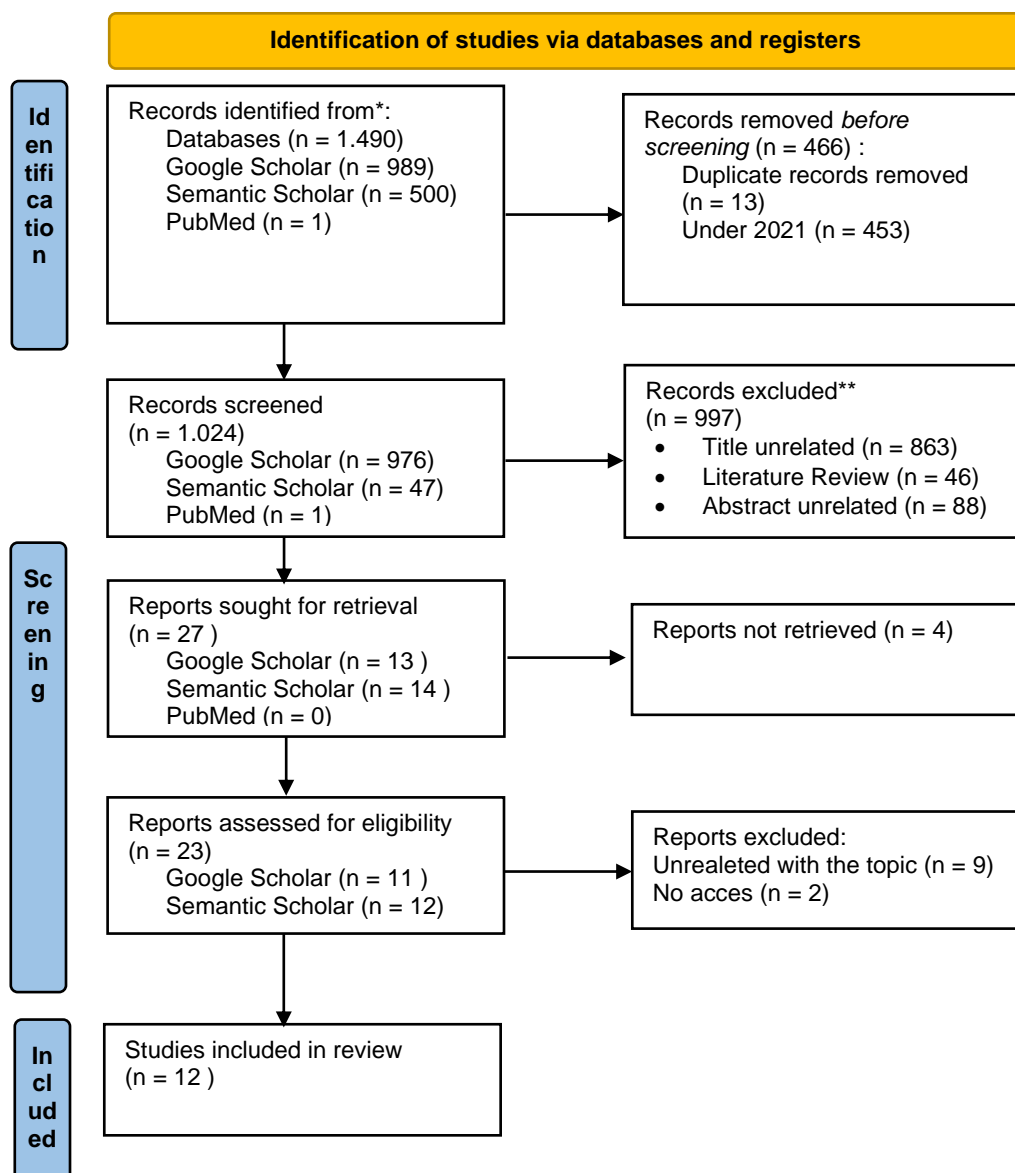 Identification of studies via databases and registers
Id
en
tifi
ca
tio
n
Records identified from*:
Databases (n = 1.490)
Google Scholar (n = 989)
Semantic Scholar (n = 500)
PubMed (n = 1)
Records removed before
screening (n = 466) :
Duplicate records removed
(n = 13)
Under 2021 (n = 453)
Records screened
(n = 1.024)
Google Scholar (n = 976)
Semantic Scholar (n = 47)
PubMed (n = 1)
Records excluded**
(n = 997)
• Title unrelated (n = 863)
• Literature Review (n = 46)
• Abstract unrelated (n = 88)
Sc
re
en
in
g
Reports sought for retrieval
(n = 27 )
Google Scholar (n = 13 )
Semantic Scholar (n = 14 )
PubMed (n = 0)
Reports not retrieved (n = 4)
Reports assessed for eligibility
(n = 23)
Google Scholar (n = 11 )
Semantic Scholar (n = 12)
Reports excluded:
Unrealeted with the topic (n = 9)
No acces (n = 2)
In
cl
ud
ed
Studies included in review
(n = 12 )